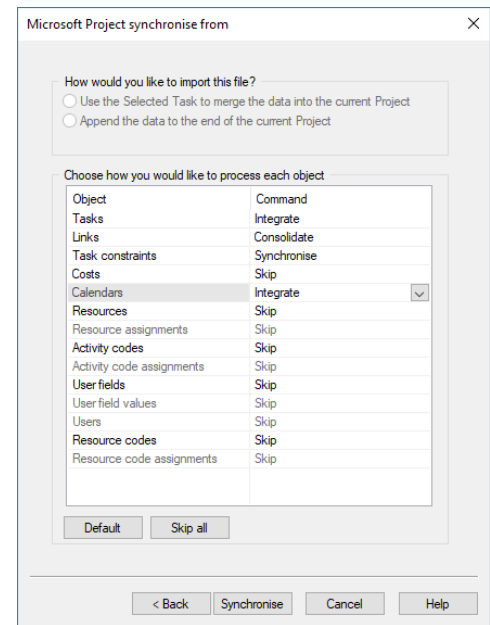 Microsoft Project synchronise from
How would you like to import this file?
Use the Selected Task to merge the data into the current Project
Append the data to the end of the current Project
Choose how you would like to process each object
Object Command
Tasks Integrate
Links Consolidate
Task constraints Synchronise
Costs Skip
Calendars Integrate
Resources Skip
Resource assignments Skip
Activity codes Skip
Activity code assignments Skip
User fields Skip
User field values Skip
Users Skip
Resource codes Skip
Resource code assignments Skip
Default Skip all
< Back Synchronise Cancel Help